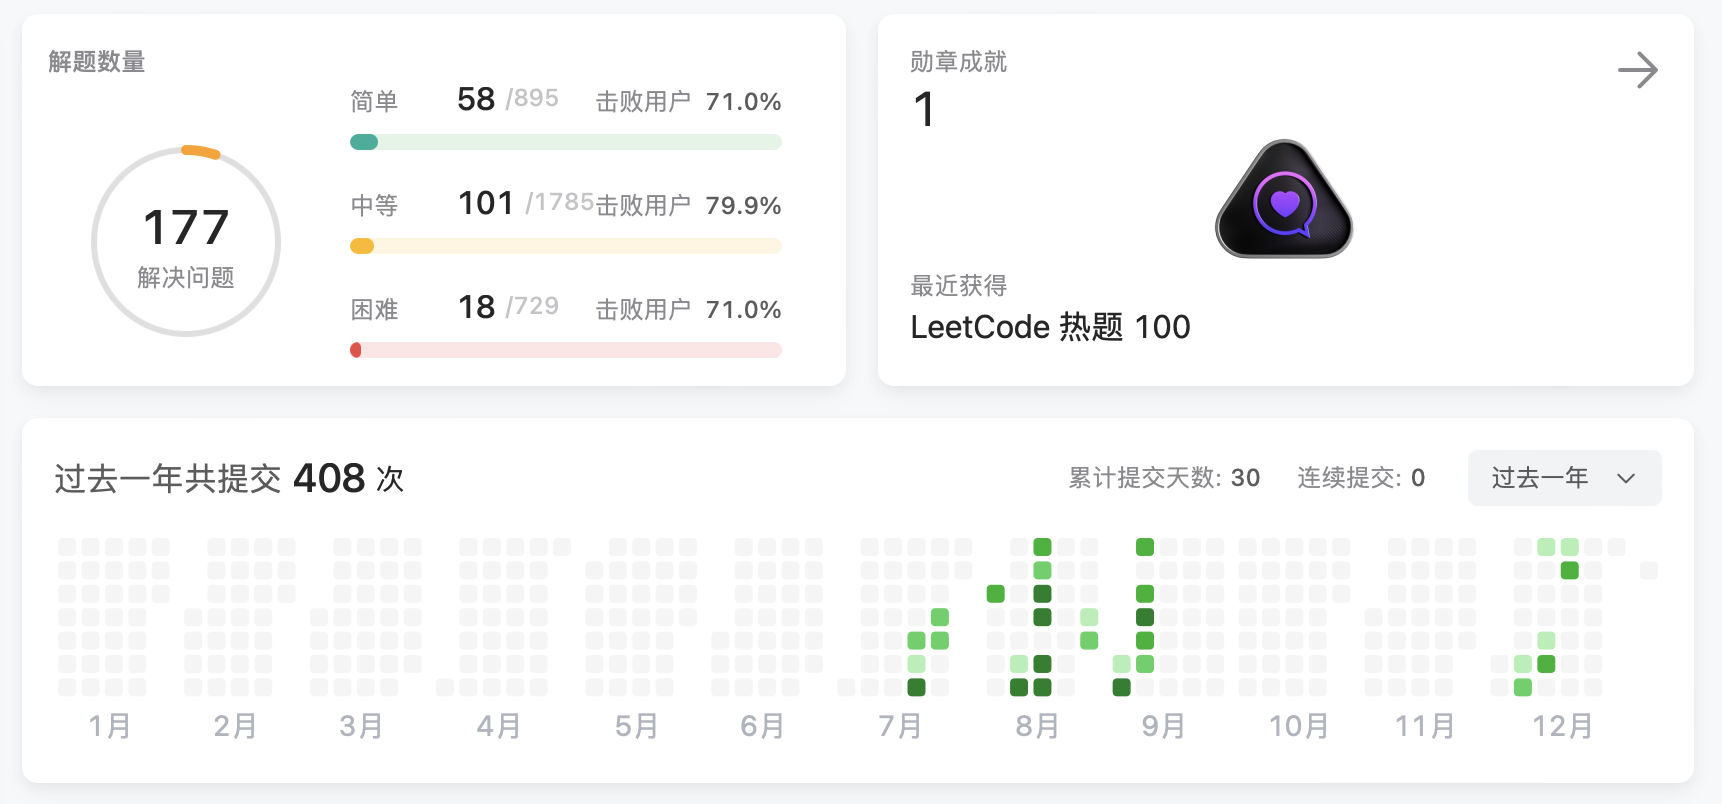 解题数量
177
解决问题
简单 58 /895 击败用户 71.0%
中等 101 /1785 击败用户 79.9%
困难 18 /729 击败用户 71.0%
勋章成就
1
最近获得
LeetCode 热题 100
过去一年共提交 408 次
累计提交天数: 30 连续提交: 0 过去一年
1月 2月 3月 4月 5月 6月 7月 8月 9月 10月 11月 12月